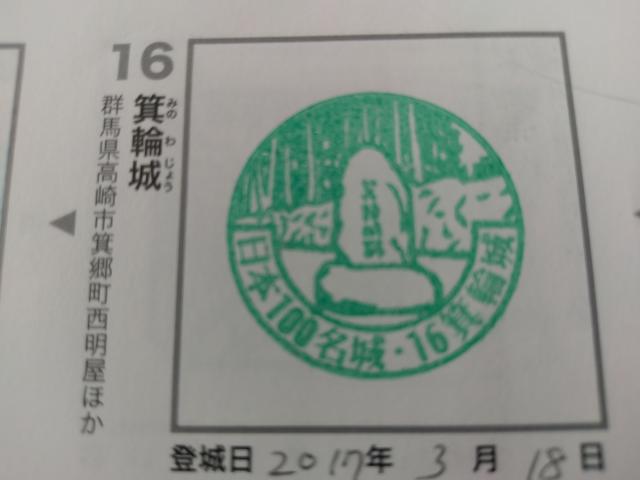 16
箕輪城
みのわじょう
群馬県高崎市箕郷町西明屋ほか
日本100名城・16箕輪城
登城日 2017年 3月 18日